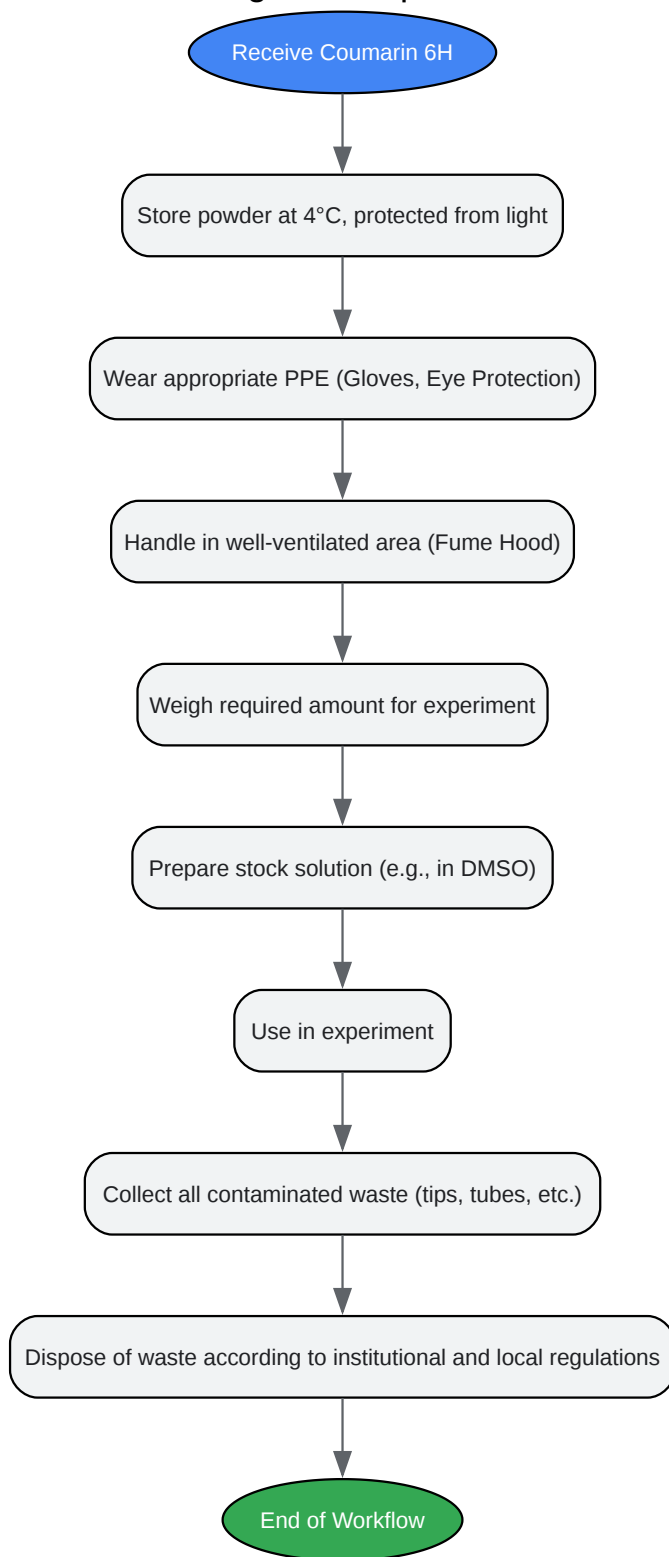 Receive Coumarin 6H
Store powder at 4°C, protected from light
Wear appropriate PPE (Gloves, Eye Protection)
Handle in well-ventilated area (Fume Hood)
Weigh required amount for experiment
Prepare stock solution (e.g., in DMSO)
Use in experiment
Collect all contaminated waste (tips, tubes, etc.)
Dispose of waste according to institutional and local regulations
End of Workflow